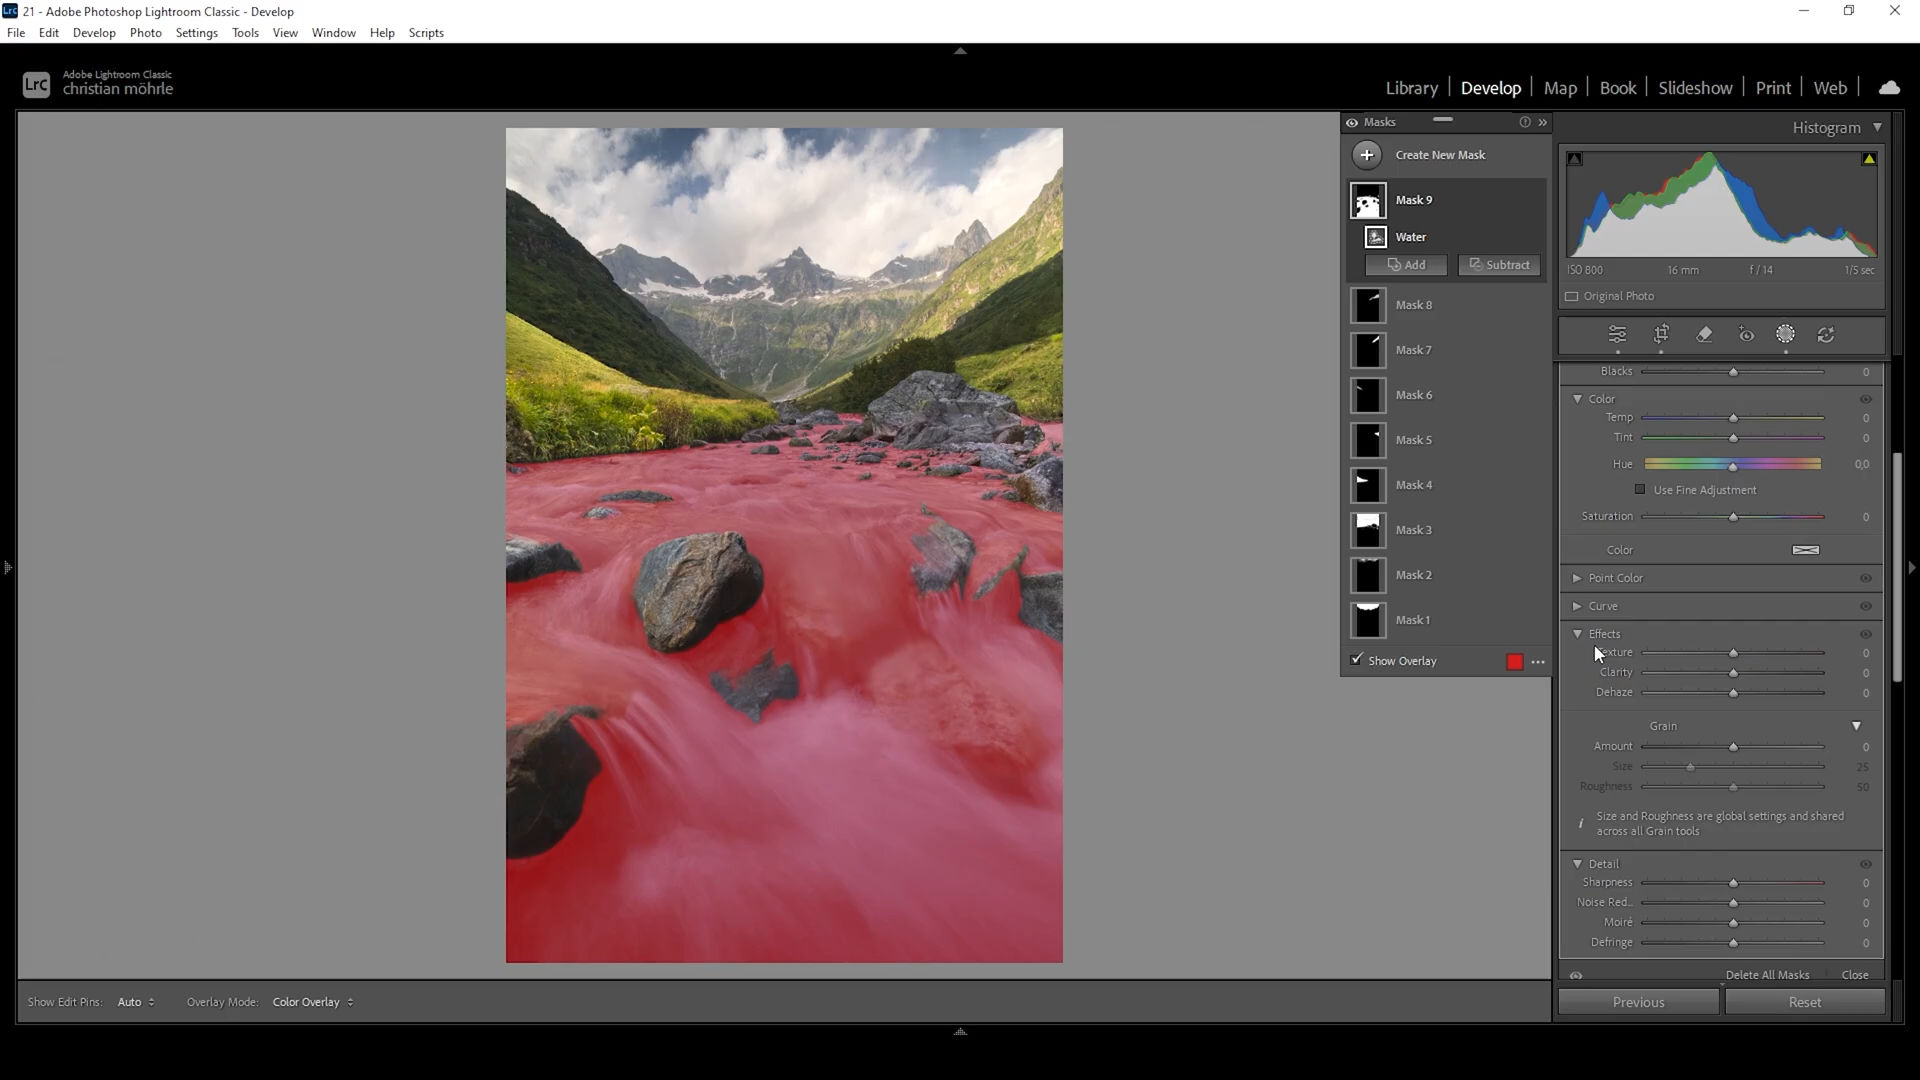 21 - Adobe Photoshop Lightroom Classic - Develop
File Edit Develop Photo Settings Tools View Window Help Scripts
LrC Adobe Lightroom Classic
christian möhrle
Library Develop Map Book Slideshow Print Web
Masks
Create New Mask
Mask 9
Water
Add Subtract
Mask 8
Mask 7
Mask 6
Mask 5
Mask 4
Mask 3
Mask 2
Mask 1
Show Overlay
Histogram
ISO 800 16 mm f / 14 1/5 sec
Original Photo
Blacks 0
Color
Temp 0
Tint 0
Hue 0,0
Use Fine Adjustment
Saturation 0
Color
Point Color
Curve
Effects
Texture 0
Clarity 0
Dehaze 0
Grain
Amount 0
Size 25
Roughness 50
Size and Roughness are global settings and shared
across all Grain tools
Detail
Sharpness 0
Noise Red... 0
Moiré 0
Defringe 0
Delete All Masks Close
Show Edit Pins: Auto Overlay Mode: Color Overlay
Previous Reset